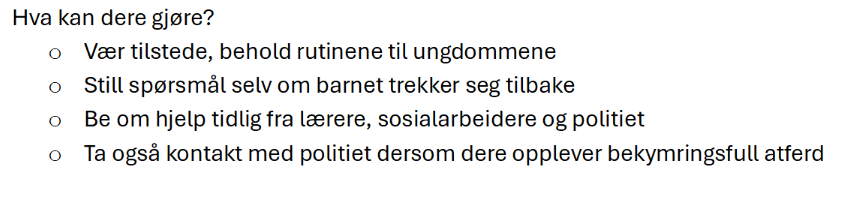 Hva kan dere gjøre?
o Vær tilstede, behold rutinene til ungdommene
o Still spørsmål selv om barnet trekker seg tilbake
o Be om hjelp tidlig fra lærere, sosialarbeidere og politiet
o Ta også kontakt med politiet dersom dere opplever bekymringsfull atferd